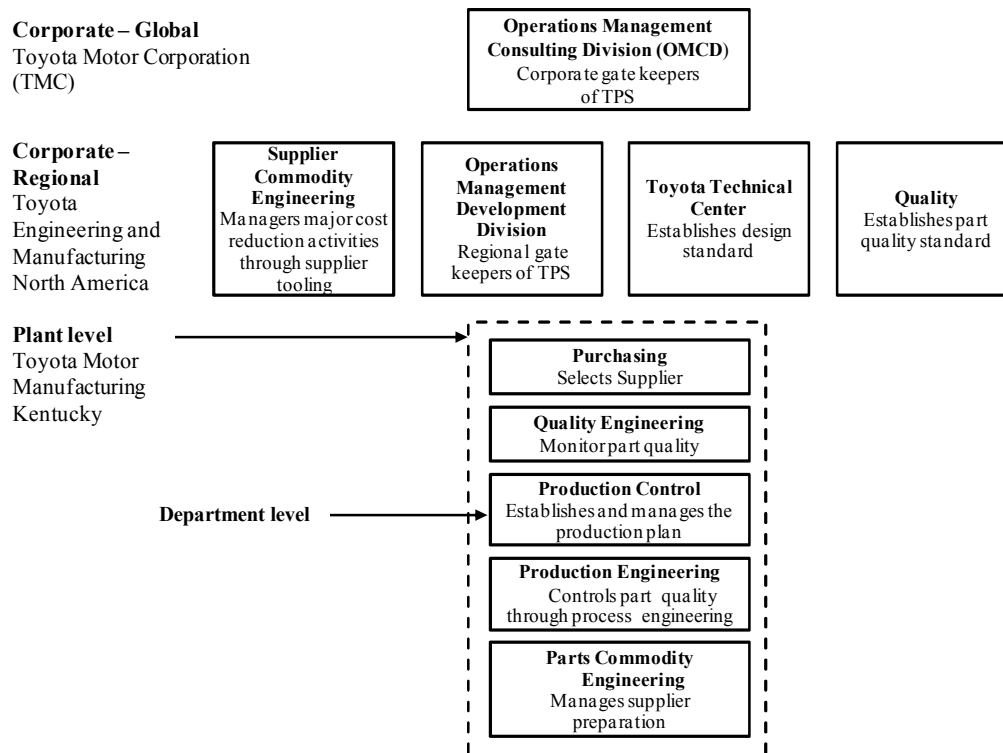 Corporate – Global
Toyota Motor Corporation
(TMC)
Operations Management
Consulting Division (OMCD)
Corporate gate keepers
of TPS
Corporate –
Regional
Toyota
Engineering and
Manufacturing
North America
Supplier
Commodity
Engineering
Managers major cost
reduction activities
through supplier
tooling
Operations
Management
Development
Division
Regional gate
keepers of TPS
Toyota Technical
Center
Establishes design
standard
Quality
Establishes part
quality standard
Plant level
Toyota Motor
Manufacturing
Kentucky
Purchasing
Selects Supplier
Quality Engineering
Monitor part quality
Department level
Production Control
Establishes and manages the
production plan
Production Engineering
Controls part quality
through process engineering
Parts Commodity
Engineering
Manages supplier
preparation